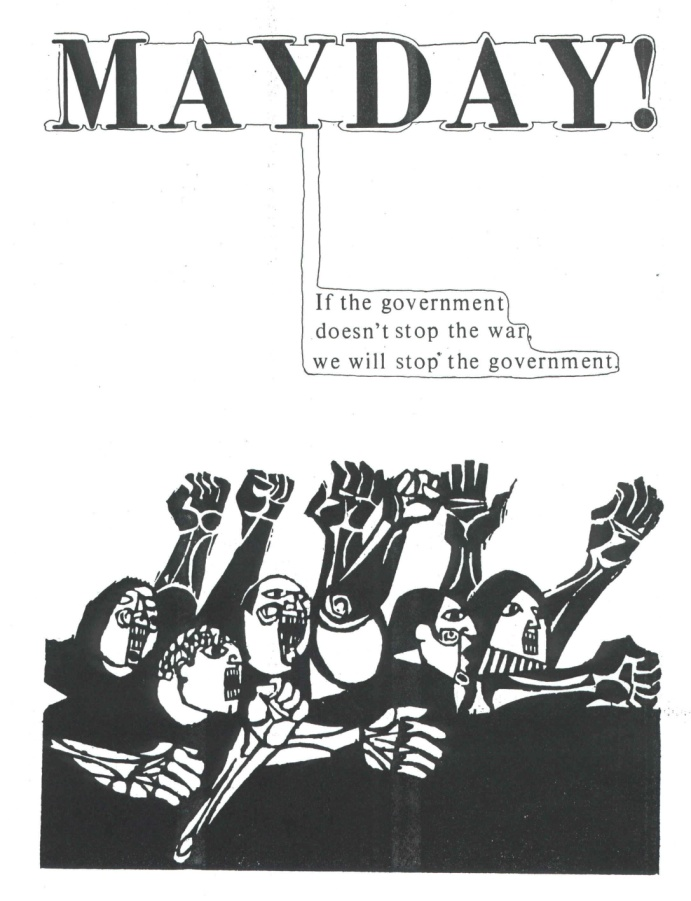 MAYDAY!
If the government
doesn't stop the war,
we will stop the government.